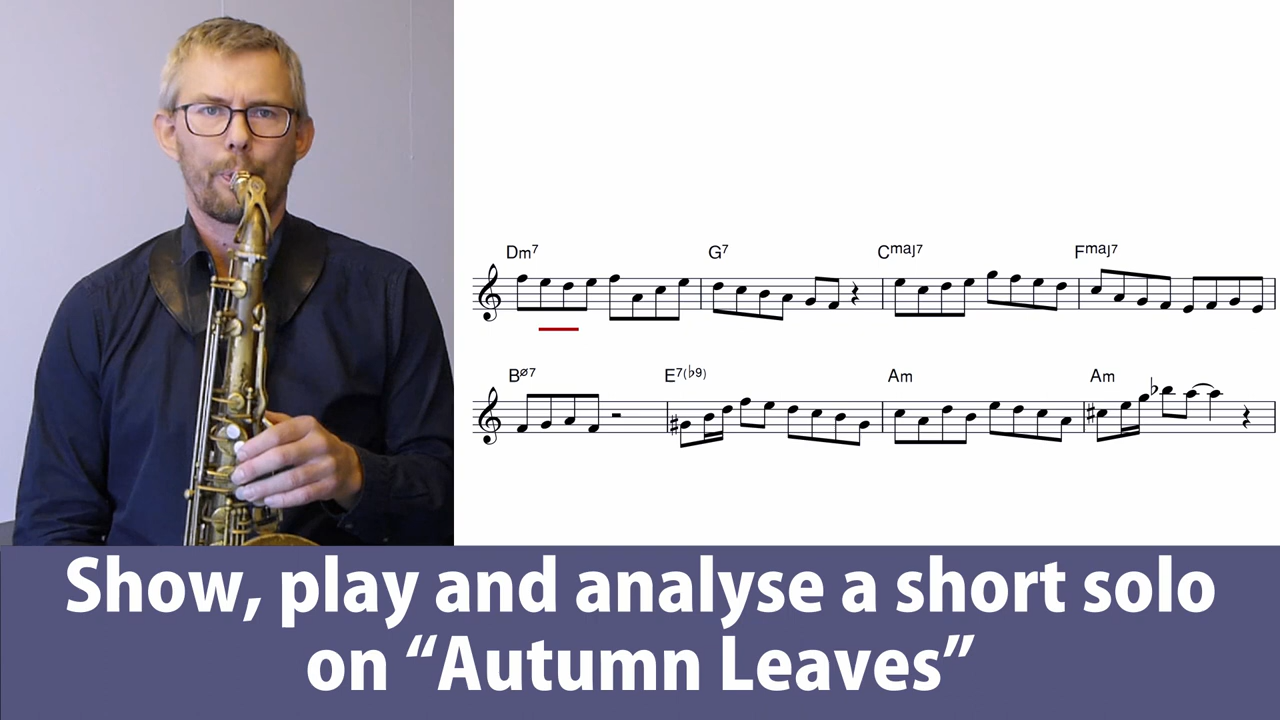 Dm7 G7 Cmaj7 Fmaj7
Bø7 E7(♭9) Am Am
Show, play and analyse a short solo
on “Autumn Leaves”